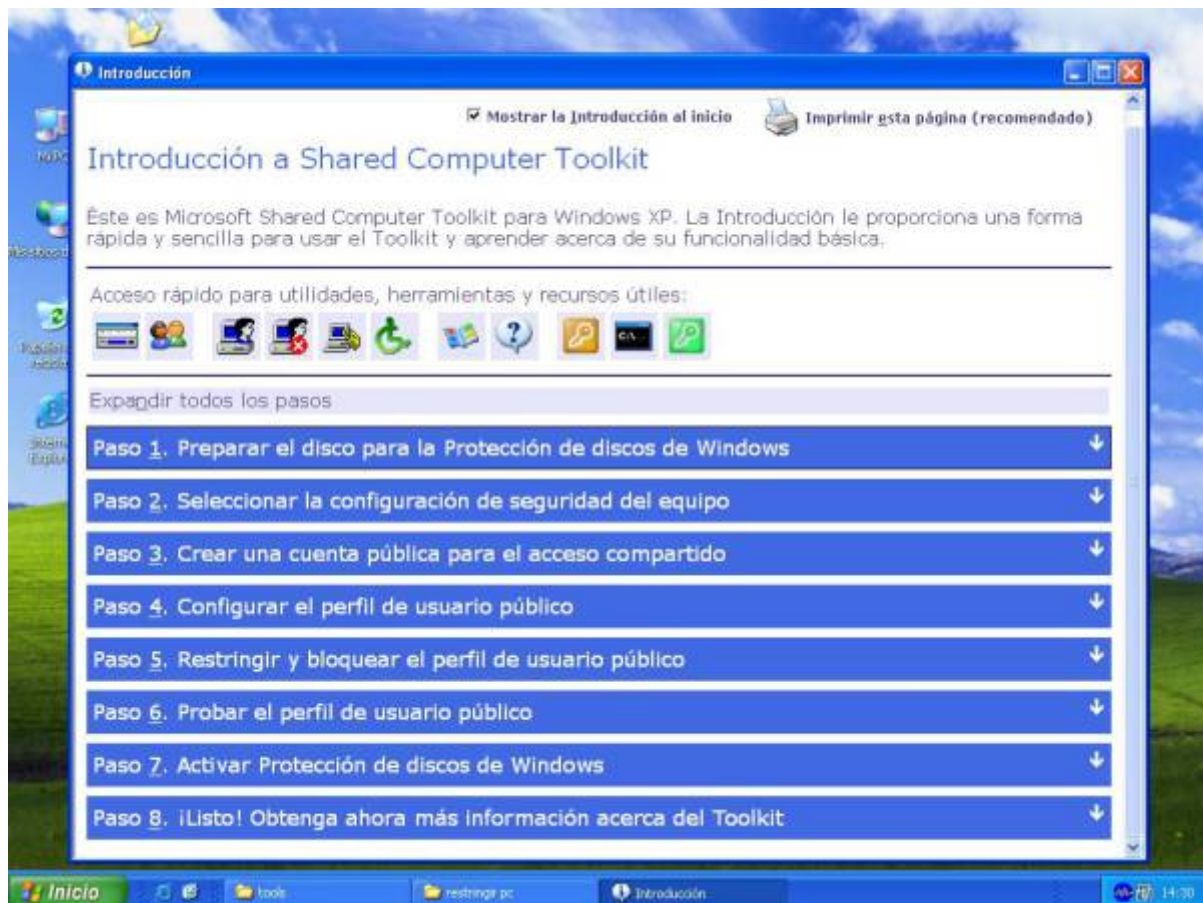 Introducción
Mostrar la Introducción al inicio
Imprimir esta página (recomendado)
Introducción a Shared Computer Toolkit
Éste es Microsoft Shared Computer Toolkit para Windows XP. La Introducción le proporciona una forma
rápida y sencilla para usar el Toolkit y aprender acerca de su funcionalidad básica.
Acceso rápido para utilidades, herramientas y recursos útiles:
Expandir todos los pasos
Paso 1. Preparar el disco para la Protección de discos de Windows
Paso 2. Seleccionar la configuración de seguridad del equipo
Paso 3. Crear una cuenta pública para el acceso compartido
Paso 4. Configurar el perfil de usuario público
Paso 5. Restringir y bloquear el perfil de usuario público
Paso 6. Probar el perfil de usuario público
Paso 7. Activar Protección de discos de Windows
Paso 8. ¡Listo! Obtenga ahora más información acerca del Toolkit
Inicio
tools
restringir pc
Introducción
14:30